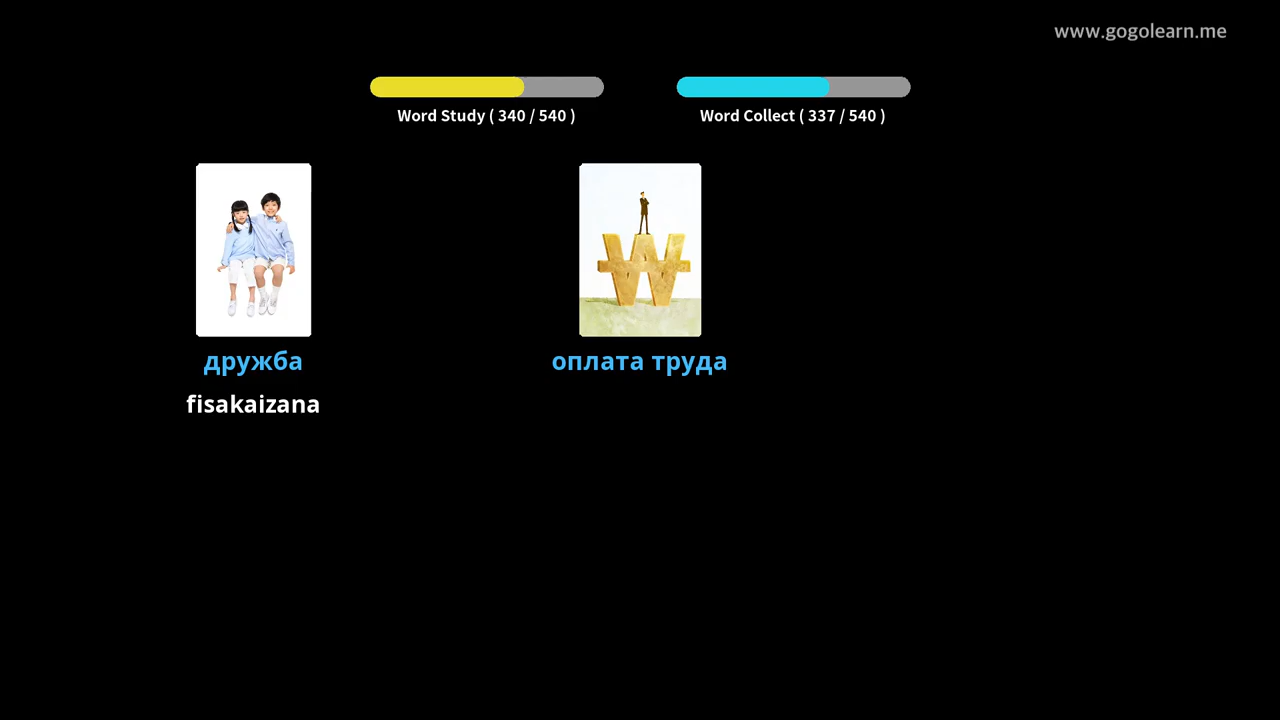 www.gogolearn.me
Word Study ( 340 / 540 )
Word Collect ( 337 / 540 )
дружба
оплата труда
fisakaizana